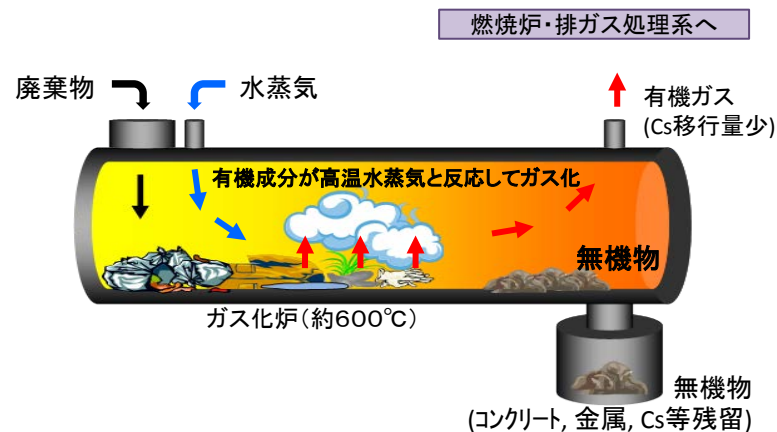 燃焼炉・排ガス処理系へ
廃棄物
水蒸気
有機ガス
(Cs移行量少)
有機成分が高温水蒸気と反応してガス化
無機物
ガス化炉(約600℃)
無機物
(コンクリート, 金属, Cs等残留)